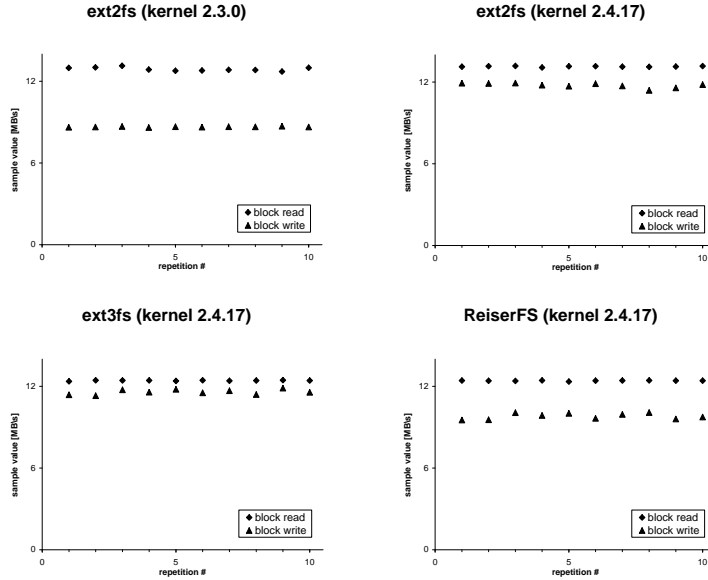 ext2fs (kernel 2.3.0)
sample value [MB\s]
12
6
0
0
5
10
repetition #
block read
block write
ext2fs (kernel 2.4.17)
sample value [MB\s]
12
6
0
0
5
10
repetition #
block read
block write
ext3fs (kernel 2.4.17)
sample value [MB\s]
12
6
0
0
5
10
repetition #
block read
block write
ReiserFS (kernel 2.4.17)
sample value [MB\s]
12
6
0
0
5
10
repetition #
block read
block write